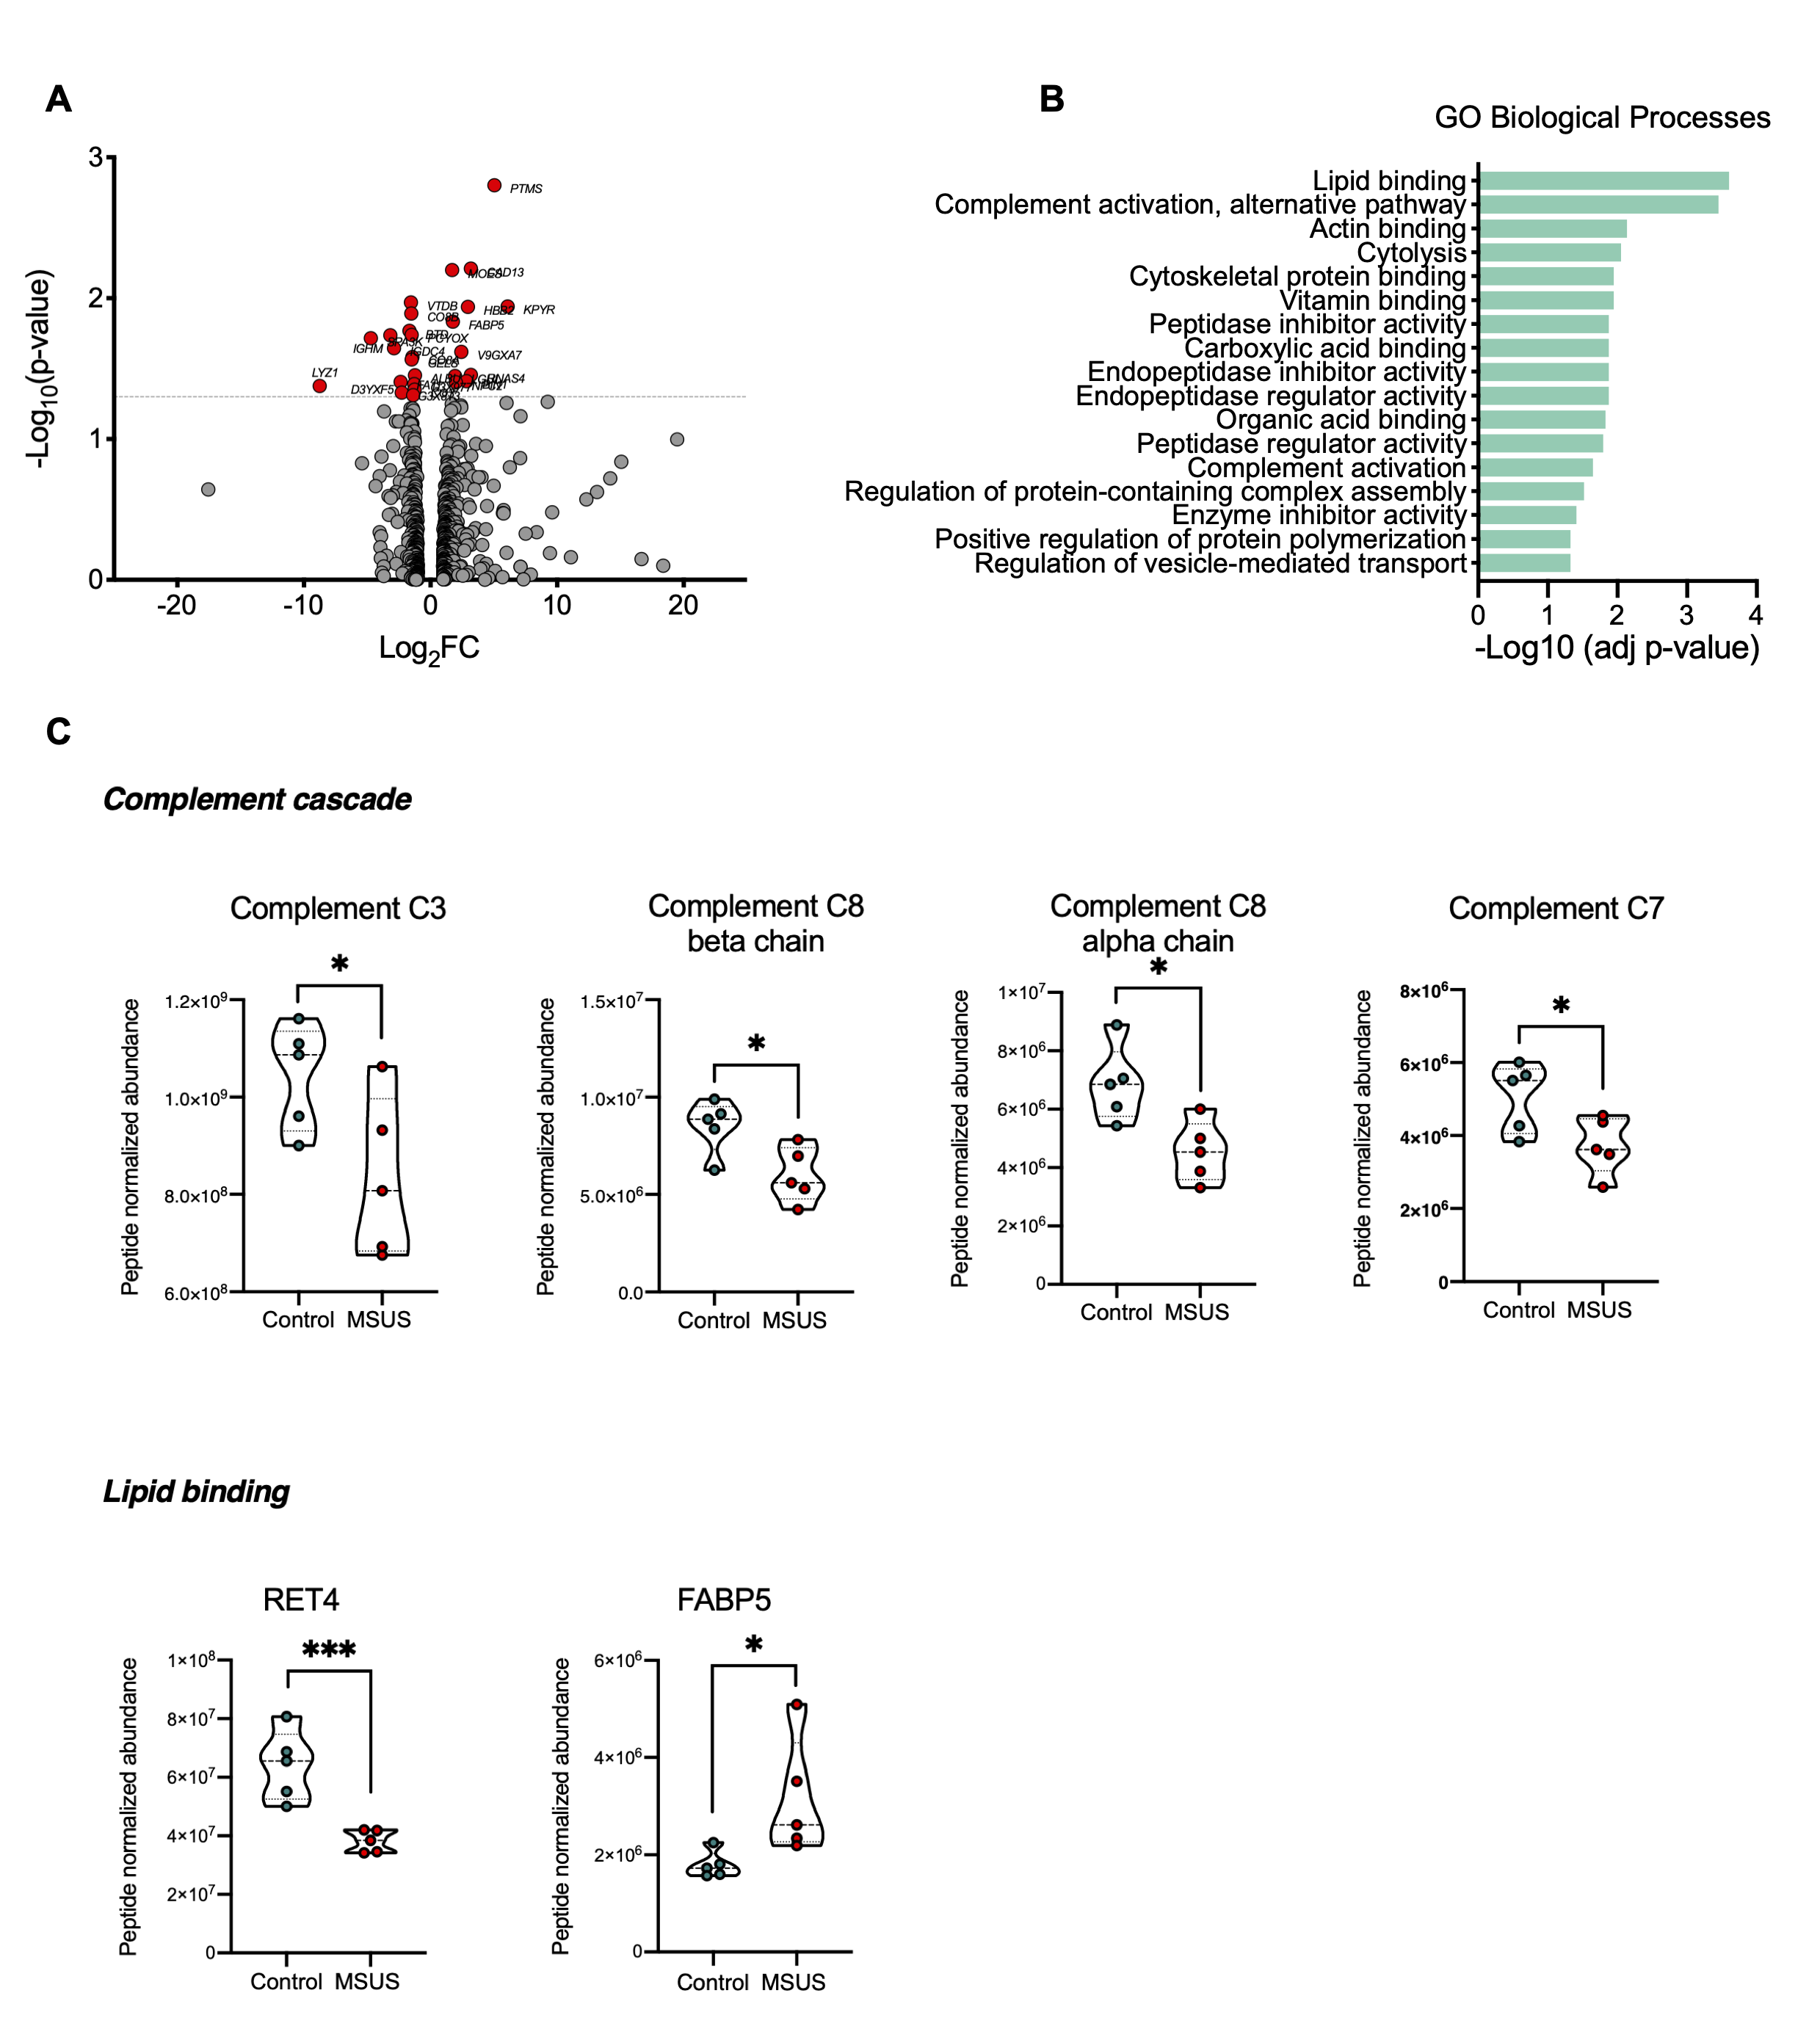 A
3
2
1
0
-20
-10
0
10
20
-Log10(p-value)
Log2FC
PTMS
CAD13
VTDB
HBB2
KPYR
CO8B
FABP5
PCYOX
IGHM
SPA3K
IGDC4
V9GXA7
LYZ1
RNAS4
D3YXF5
B
GO Biological Processes
Lipid binding
Complement activation, alternative pathway
Actin binding
Cytolysis
Cytoskeletal protein binding
Vitamin binding
Peptidase inhibitor activity
Carboxylic acid binding
Endopeptidase inhibitor activity
Endopeptidase regulator activity
Organic acid binding
Peptidase regulator activity
Complement activation
Regulation of protein-containing complex assembly
Enzyme inhibitor activity
Positive regulation of protein polymerization
Regulation of vesicle-mediated transport
0 1 2 3 4
-Log10 (adj p-value)
C
Complement cascade
Complement C3
*
Peptide normalized abundance
1.2×10⁹
1.0×10⁹
8.0×10⁸
6.0×10⁸
Control MSUS
Complement C8
beta chain
*
Peptide normalized abundance
1.5×10⁷
1.0×10⁷
5.0×10⁶
0.0
Control MSUS
Complement C8
alpha chain
*
Peptide normalized abundance
1×10⁷
8×10⁶
6×10⁶
4×10⁶
2×10⁶
0
Control MSUS
Complement C7
*
Peptide normalized abundance
8×10⁶
6×10⁶
4×10⁶
2×10⁶
0
Control MSUS
Lipid binding
RET4
***
Peptide normalized abundance
1×10⁸
8×10⁷
6×10⁷
4×10⁷
2×10⁷
0
Control MSUS
FABP5
*
Peptide normalized abundance
6×10⁶
4×10⁶
2×10⁶
0
Control MSUS